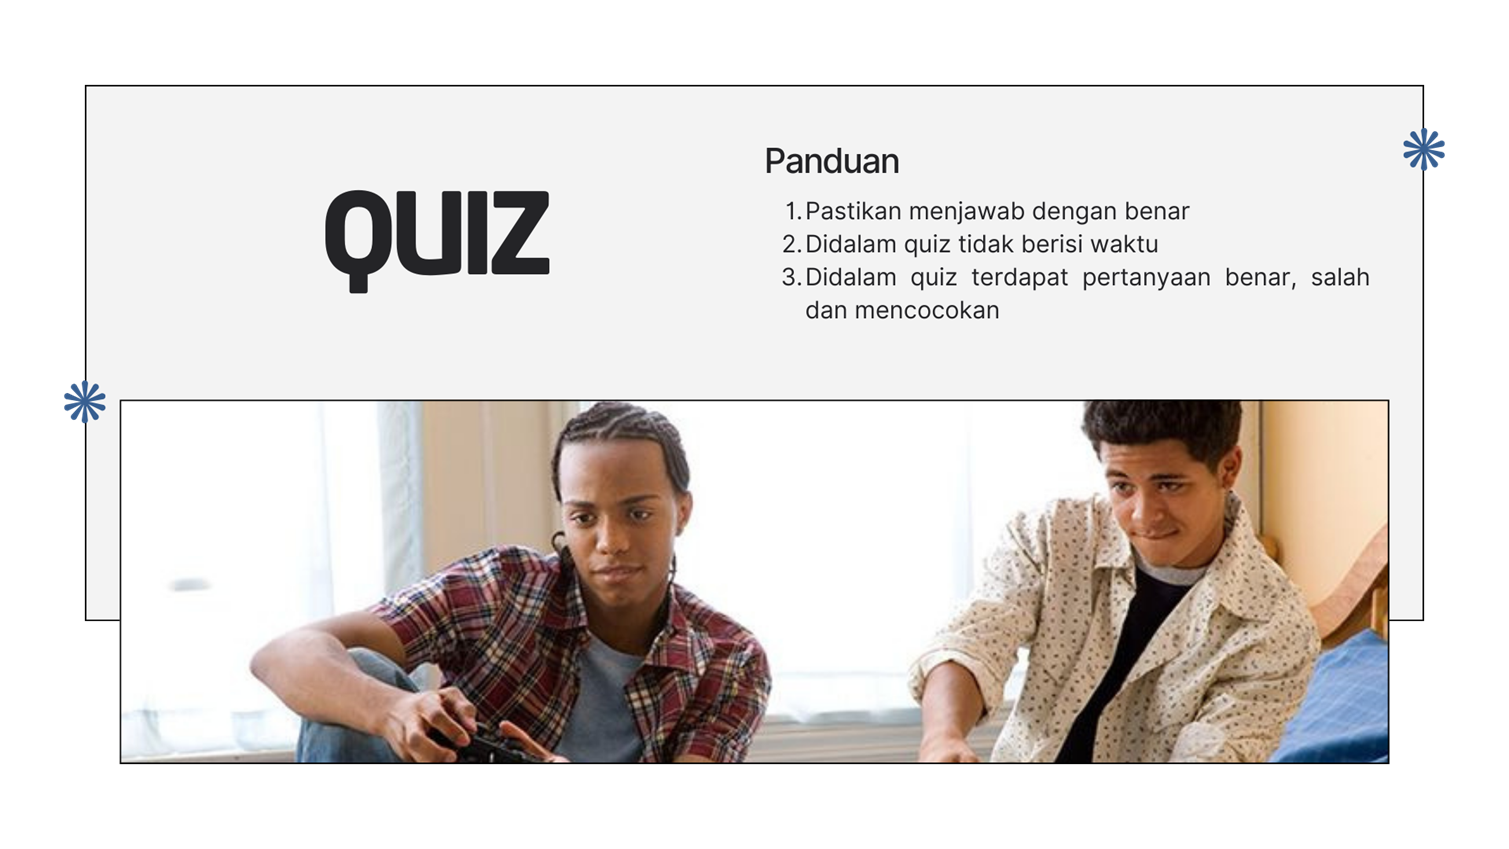 QUIZ
Panduan
1. Pastikan menjawab dengan benar
2. Didalam quiz tidak berisi waktu
3. Didalam quiz terdapat pertanyaan benar, salah
dan mencocokan